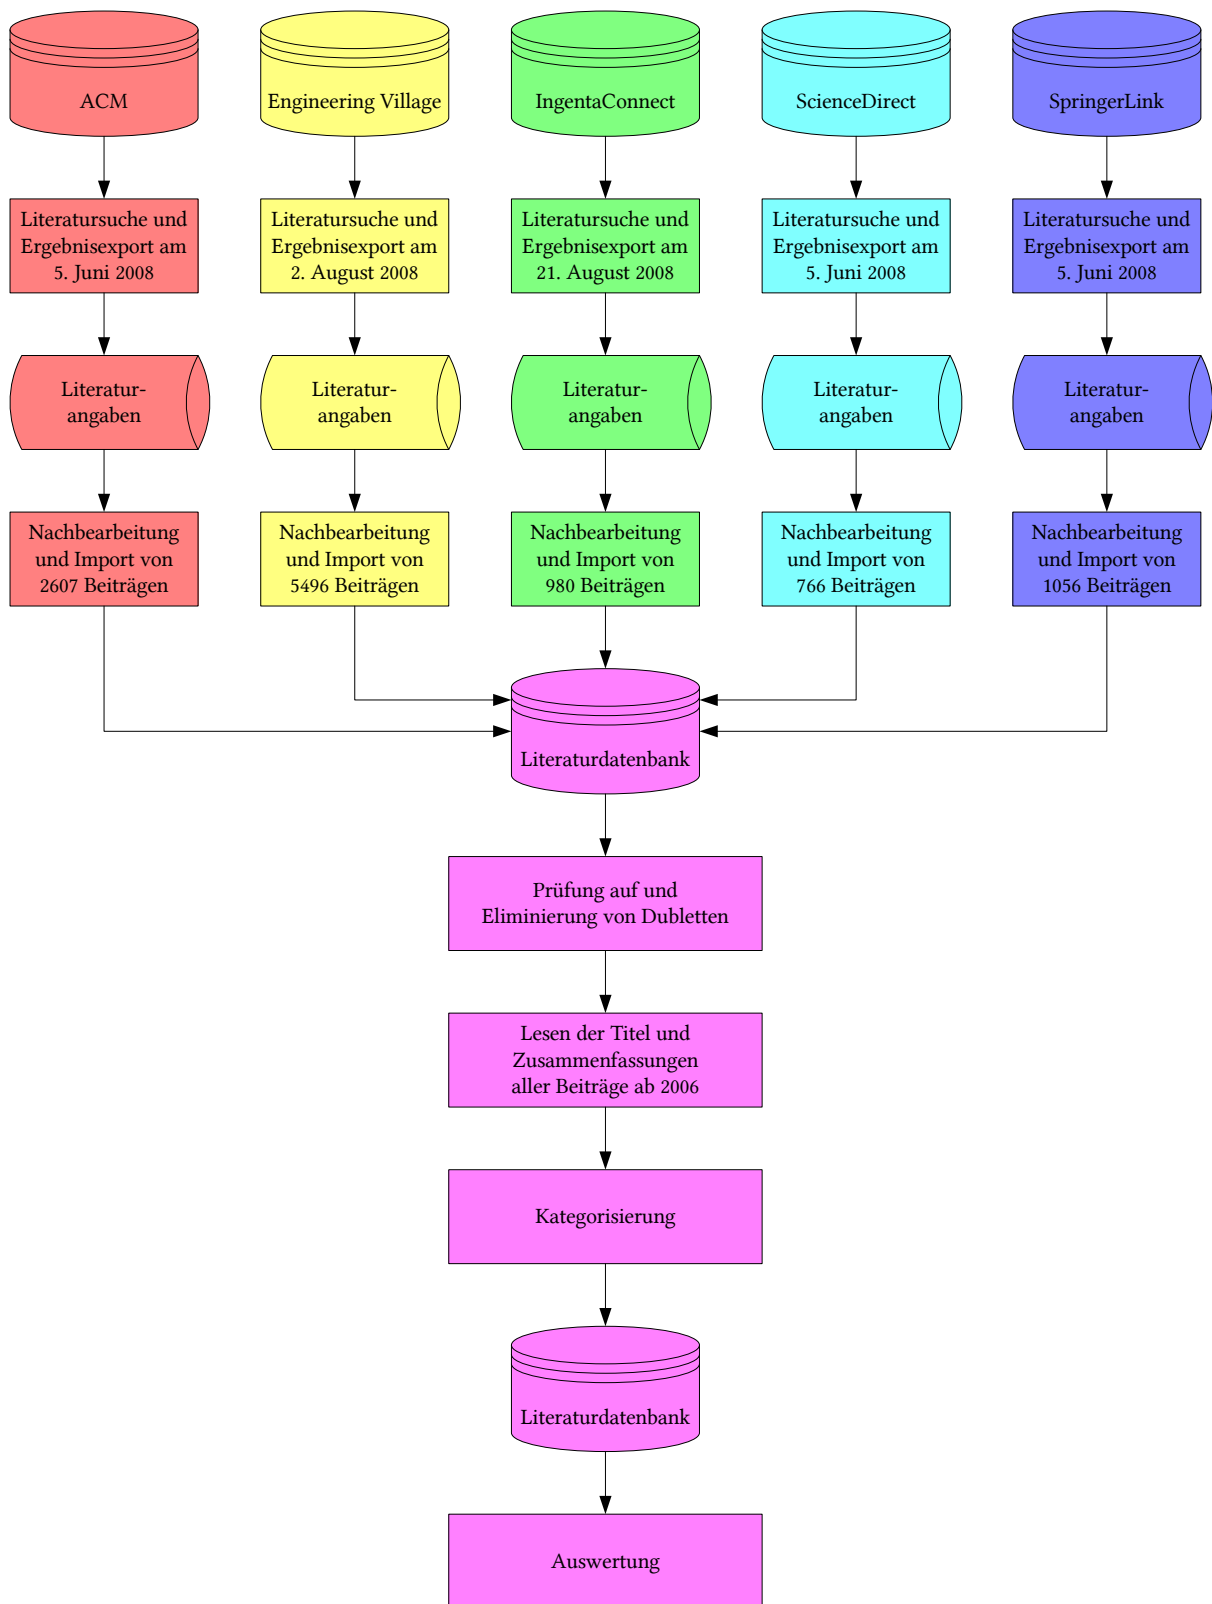 ACM
Engineering Village
IngentaConnect
ScienceDirect
SpringerLink
Literatursuche und
Ergebnisexport am
5. Juni 2008
Literatursuche und
Ergebnisexport am
2. August 2008
Literatursuche und
Ergebnisexport am
21. August 2008
Literatursuche und
Ergebnisexport am
5. Juni 2008
Literatursuche und
Ergebnisexport am
5. Juni 2008
Literatur-
angaben
Literatur-
angaben
Literatur-
angaben
Literatur-
angaben
Literatur-
angaben
Nachbearbeitung
und Import von
2607 Beiträgen
Nachbearbeitung
und Import von
5496 Beiträgen
Nachbearbeitung
und Import von
980 Beiträgen
Nachbearbeitung
und Import von
766 Beiträgen
Nachbearbeitung
und Import von
1056 Beiträgen
Literaturdatenbank
Prüfung auf und
Eliminierung von Dubletten
Lesen der Titel und
Zusammenfassungen
aller Beiträge ab 2006
Kategorisierung
Literaturdatenbank
Auswertung